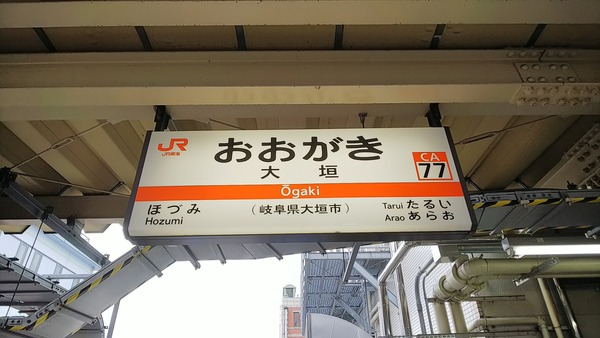 JR
JR東海
おおがき
大垣
CA
77
Ōgaki
ほづみ
Hozumi
(岐阜県大垣市)
Tarui たるい
Arao あらお